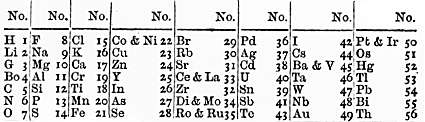 No. No. No. No. No. No. No. No.
H 1 F 8 Cl 15 Co & Ni 22 Br 29 Pd 36 I 42 Pt & Ir 50
Li 2 Na 9 K 16 Cu 23 Rb 30 Ag 37 Cs 44 Os 51
G 3 Mg 10 Ca 17 Zn 24 Sr 31 Cd 38 Ba & V 45 Hg 52
Bo 4 Al 11 Cr 19 Y 25 Ce & La 33 U 40 Ta 46 Tl 53
C 5 Si 12 Ti 18 In 26 Zr 32 Sn 39 W 47 Pb 54
N 6 P 13 Mn 20 As 27 Di & Mo 34 Sb 41 Nb 48 Bi 55
O 7 S 14 Fe 21 Se 28 Ro & Ru 35 Te 43 Au 49 Th 56